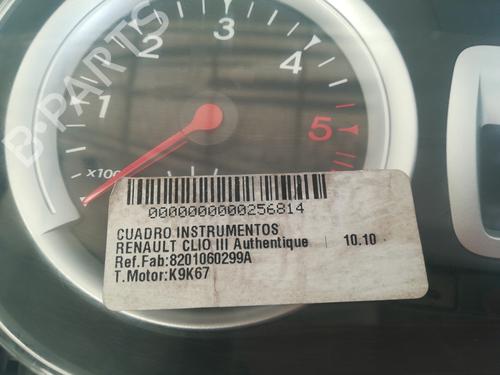 B-PARTS
1
2
3
4
5
x100
0000000000256814
CUADRO INSTRUMENTOS
RENAULT CLIO III Authentique 10.10
Ref.Fab:8201060299A
T.Motor:K9K67